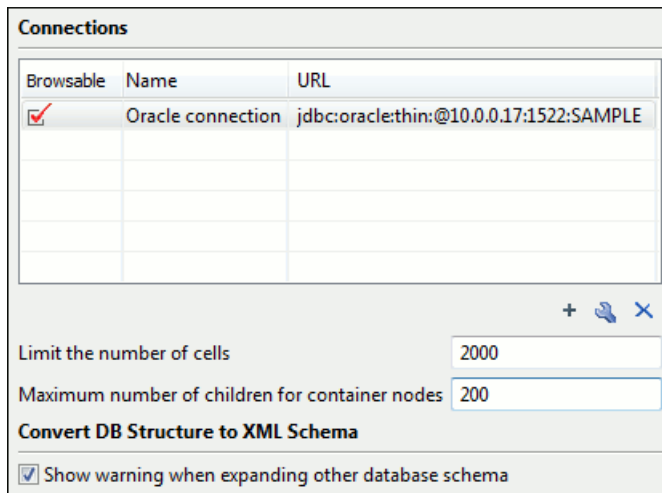 Connections
Browsable Name URL
Oracle connection jdbc:oracle:thin:@10.0.0.17:1522:SAMPLE
Limit the number of cells 2000
Maximum number of children for container nodes 200
Convert DB Structure to XML Schema
Show warning when expanding other database schema